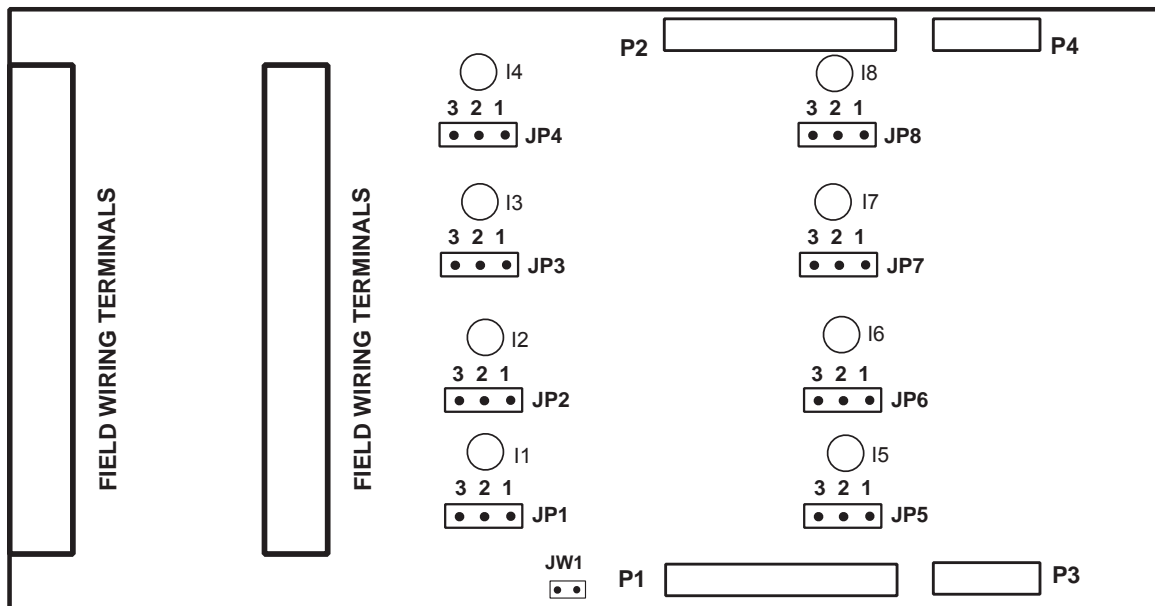 P2
P4
I4
I8
3 2 1
JP4
3 2 1
JP8
FIELD WIRING TERMINALS
FIELD WIRING TERMINALS
I3
I7
3 2 1
JP3
3 2 1
JP7
I2
I6
3 2 1
JP2
3 2 1
JP6
I1
I5
3 2 1
JP1
3 2 1
JP5
JW1
P1
P3